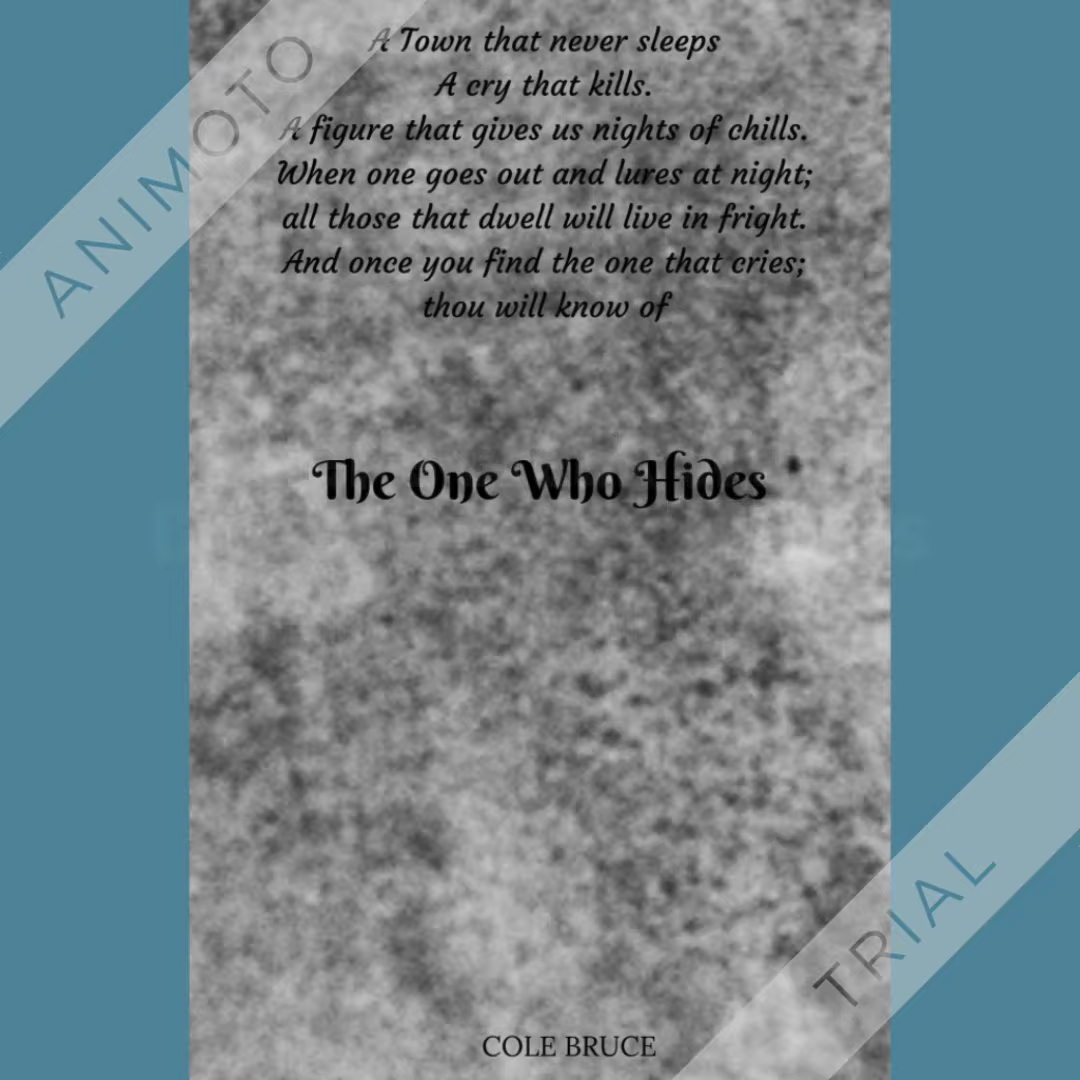 A Town that never sleeps
A cry that kills.
A figure that gives us nights of chills.
When one goes out and lures at night;
all those that dwell will live in fright.
And once you find the one that cries;
thou will know of
The One Who Hides
COLE BRUCE
ANIMOTO
TRIAL